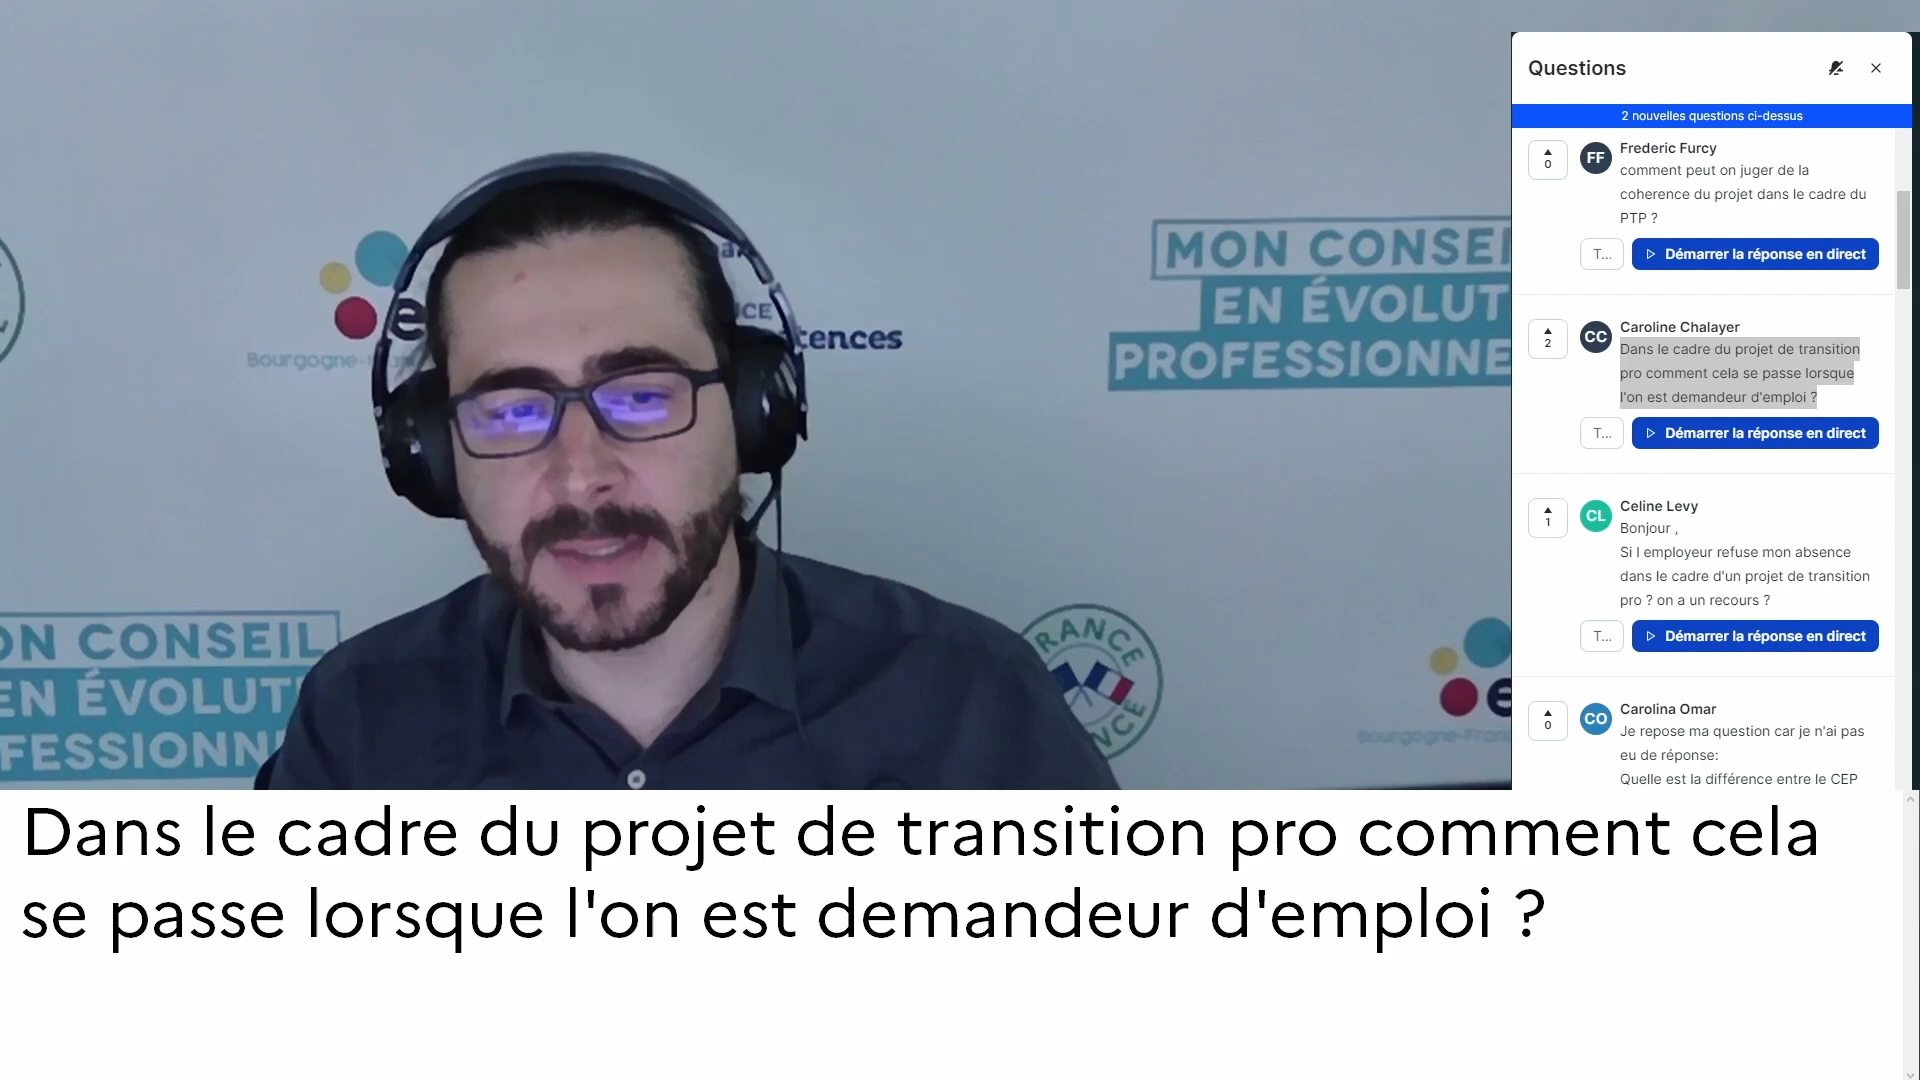 MON CONSEI
EN ÉVOLUT
PROFESSIONNE
tences
ON CONSEIL
EN ÉVOLUT
FESSIONN
RANCE
Questions
2 nouvelles questions ci-dessus
0
FF
Frederic Furcy
comment peut on juger de la
coherence du projet dans le cadre du
PTP ?
T...
Démarrer la réponse en direct
2
CC
Caroline Chalayer
Dans le cadre du projet de transition
pro comment cela se passe lorsque
l'on est demandeur d'emploi ?
T...
Démarrer la réponse en direct
1
CL
Celine Levy
Bonjour ,
Si l employeur refuse mon absence
dans le cadre d'un projet de transition
pro ? on a un recours ?
T...
Démarrer la réponse en direct
0
CO
Carolina Omar
Je repose ma question car je n'ai pas
eu de réponse:
Quelle est la différence entre le CEP
Dans le cadre du projet de transition pro comment cela
se passe lorsque l'on est demandeur d'emploi ?